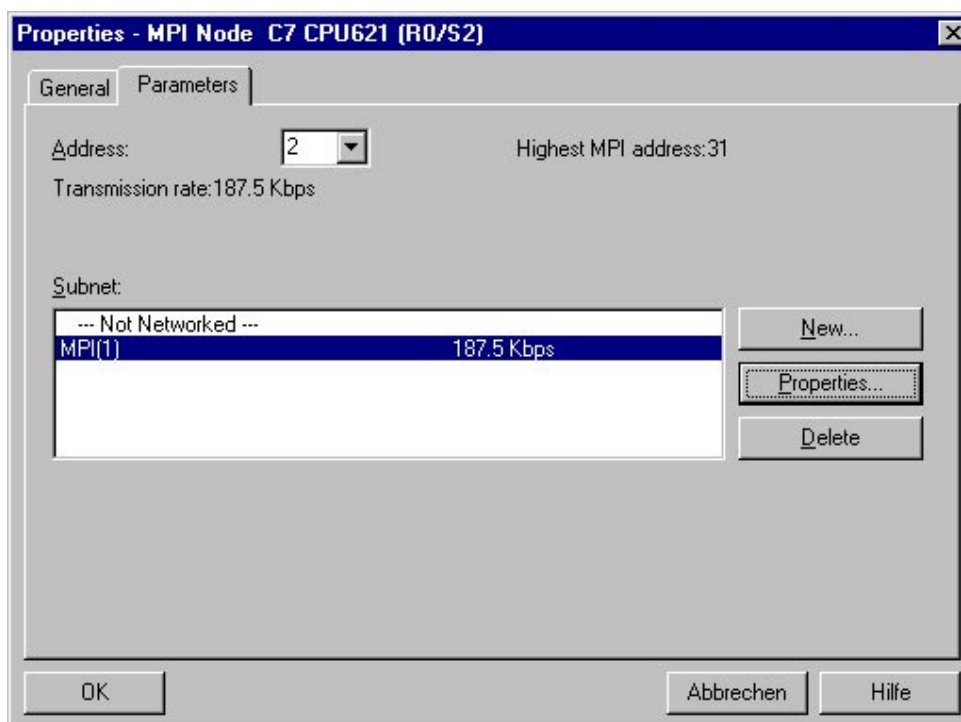 Properties - MPI Node C7 CPU621 (R0/S2)
General Parameters
Address: 2 Highest MPI address:31
Transmission rate:187.5 Kbps
Subnet:
--- Not Networked ---
MPI(1) 187.5 Kbps
New...
Properties...
Delete
OK Abbrechen Hilfe